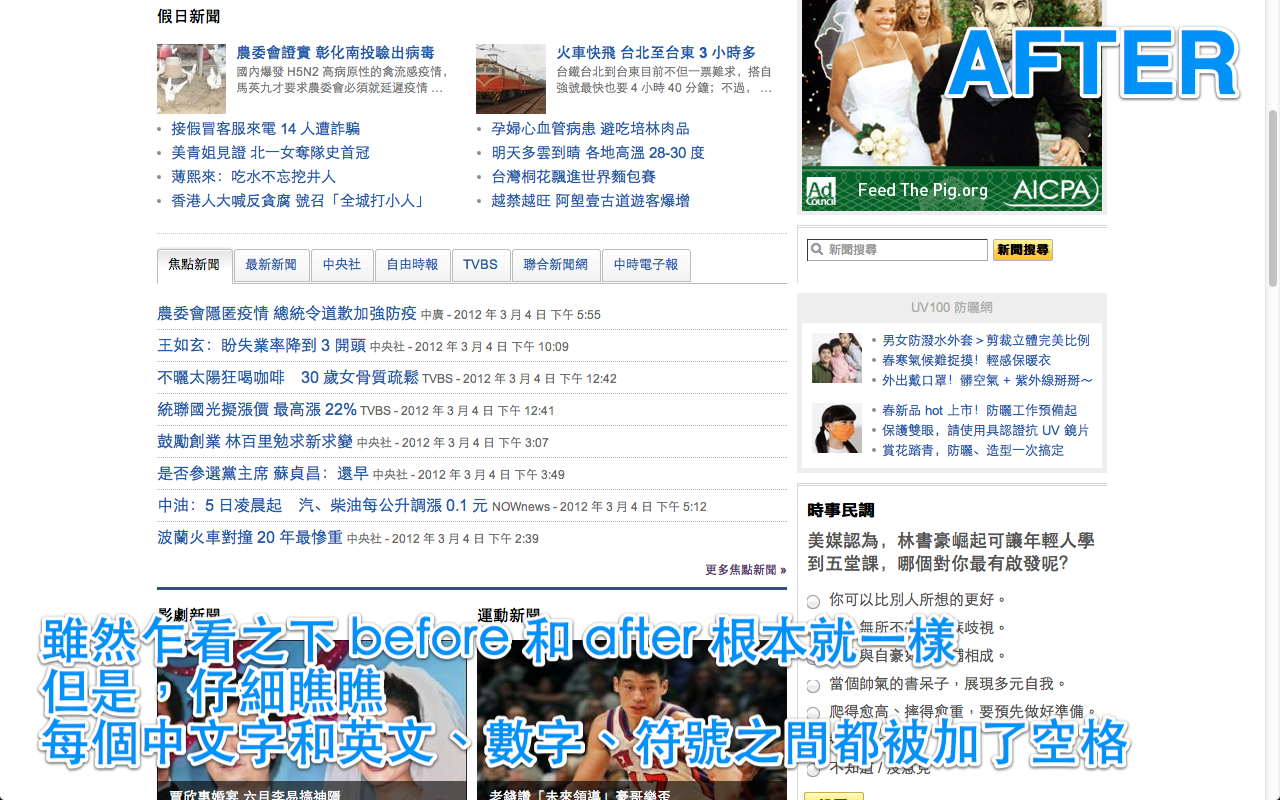 假日新聞
農委會證實 彰化南投驗出病毒
國內爆發 H5N2 高病原性的禽流感疫情，
馬英九才要求農委會必須就延遲疫情 ...
火車快飛 台北至台東 3 小時多
台鐵台北到台東目前不但一票難求，搭自
強號最快也要 4 小時 40 分鐘；不過， ...
• 接假冒客服來電 14 人遭詐騙
• 美青姐見證 北一女奪隊史首冠
• 薄熙來：吃水不忘挖井人
• 香港人大喊反貪腐 號召「全城打小人」
• 孕婦心血管病患 避吃培林肉品
• 明天多雲到晴 各地高溫 28-30 度
• 台灣桐花飄進世界麵包賽
• 越禁越旺 阿塱壹古道遊客爆增
AFTER
Ad Council
Feed The Pig.org
AICPA
新聞搜尋
新聞搜尋
焦點新聞
最新新聞
中央社
自由時報
TVBS
聯合新聞網
中時電子報
農委會隱匿疫情 總統令道歉加強防疫 中廣 - 2012 年 3 月 4 日 下午 5:55
王如玄：盼失業率降到 3 開頭 中央社 - 2012 年 3 月 4 日 下午 10:09
不曬太陽狂喝咖啡　30 歲女骨質疏鬆 TVBS - 2012 年 3 月 4 日 下午 12:42
統聯國光擬漲價 最高漲 22% TVBS - 2012 年 3 月 4 日 下午 12:41
鼓勵創業 林百里勉求新求變 中央社 - 2012 年 3 月 4 日 下午 3:07
是否參選黨主席 蘇貞昌：還早 中央社 - 2012 年 3 月 4 日 下午 3:49
中油：5 日凌晨起　汽、柴油每公升調漲 0.1 元 NOWnews - 2012 年 3 月 4 日 下午 5:12
波蘭火車對撞 20 年最慘重 中央社 - 2012 年 3 月 4 日 下午 2:39
更多焦點新聞 »
UV100 防曬網
• 男女防潑水外套＞剪裁立體完美比例
• 春寒氣候難捉摸！輕感保暖衣
• 外出戴口罩！髒空氣 + 紫外線掰掰～
• 春新品 hot 上市！防曬工作預備起
• 保護雙眼，請使用具認證抗 UV 鏡片
• 賞花踏青，防曬、造型一次搞定
時事民調
美媒認為，林書豪崛起可讓年輕人學
到五堂課，哪個對你最有啟發呢？
你可以比別人所想的更好。
無所不
歧視。
與自豪
相成。
當個帥氣的書呆子，展現多元自我。
爬得愈高、摔得愈重，要預先做好準備。
不知道 / 沒意見
影劇新聞
運動新聞
雖然乍看之下 before 和 after 根本就一樣
但是，仔細瞧瞧
每個中文字和英文、數字、符號之間都被加了空格